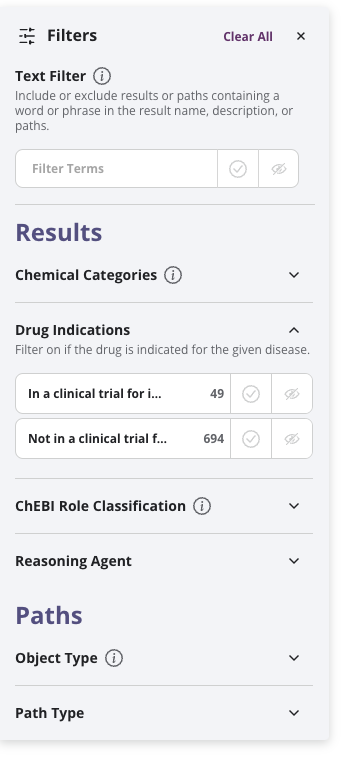 Filters
Clear All
Text Filter
Include or exclude results or paths containing a
word or phrase in the result name, description, or
paths.
Filter Terms
Results
Chemical Categories
Drug Indications
Filter on if the drug is indicated for the given disease.
In a clinical trial for i... 49
Not in a clinical trial f... 694
ChEBI Role Classification
Reasoning Agent
Paths
Object Type
Path Type